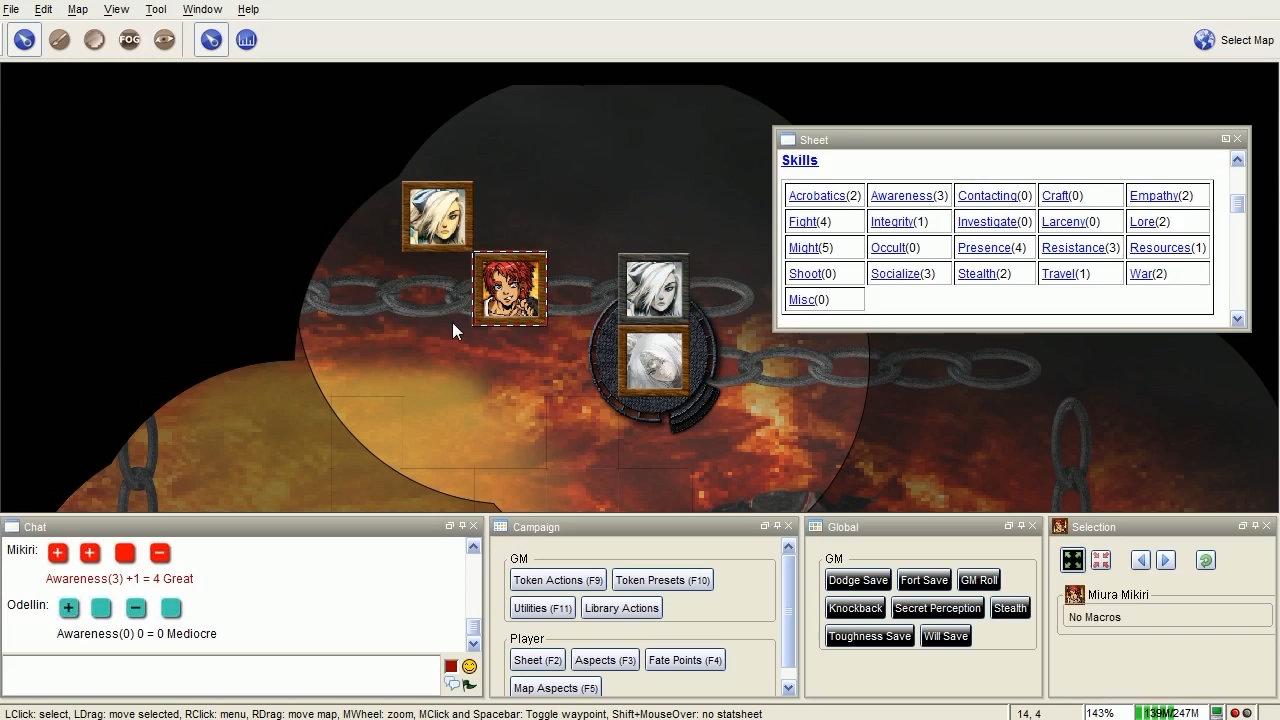 File Edit Map View Tool Window Help
FOG
Select Map
Sheet
Skills
Acrobatics(2) Awareness(3) Contacting(0) Craft(0) Empathy(2)
Fight(4) Integrity(1) Investigate(0) Larceny(0) Lore(2)
Might(5) Occult(0) Presence(4) Resistance(3) Resources(1)
Shoot(0) Socialize(3) Stealth(2) Travel(1) War(2)
Misc(0)
Chat
Mikiri: + + −
Awareness(3) +1 = 4 Great
Odellin: + −
Awareness(0) 0 = 0 Mediocre
Campaign
GM
Token Actions (F9) Token Presets (F10)
Utilities (F11) Library Actions
Player
Sheet (F2) Aspects (F3) Fate Points (F4)
Map Aspects (F5)
Global
GM
Dodge Save Fort Save GM Roll
Knockback Secret Perception Stealth
Toughness Save Will Save
Selection
Miura Mikiri
No Macros
LClick: select, LDrag: move selected, RClick: menu, RDrag: move map, MWheel: zoom, MClick and Spacebar: Toggle waypoint, Shift+MouseOver: no statsheet
14, 4
143%
139M/247M